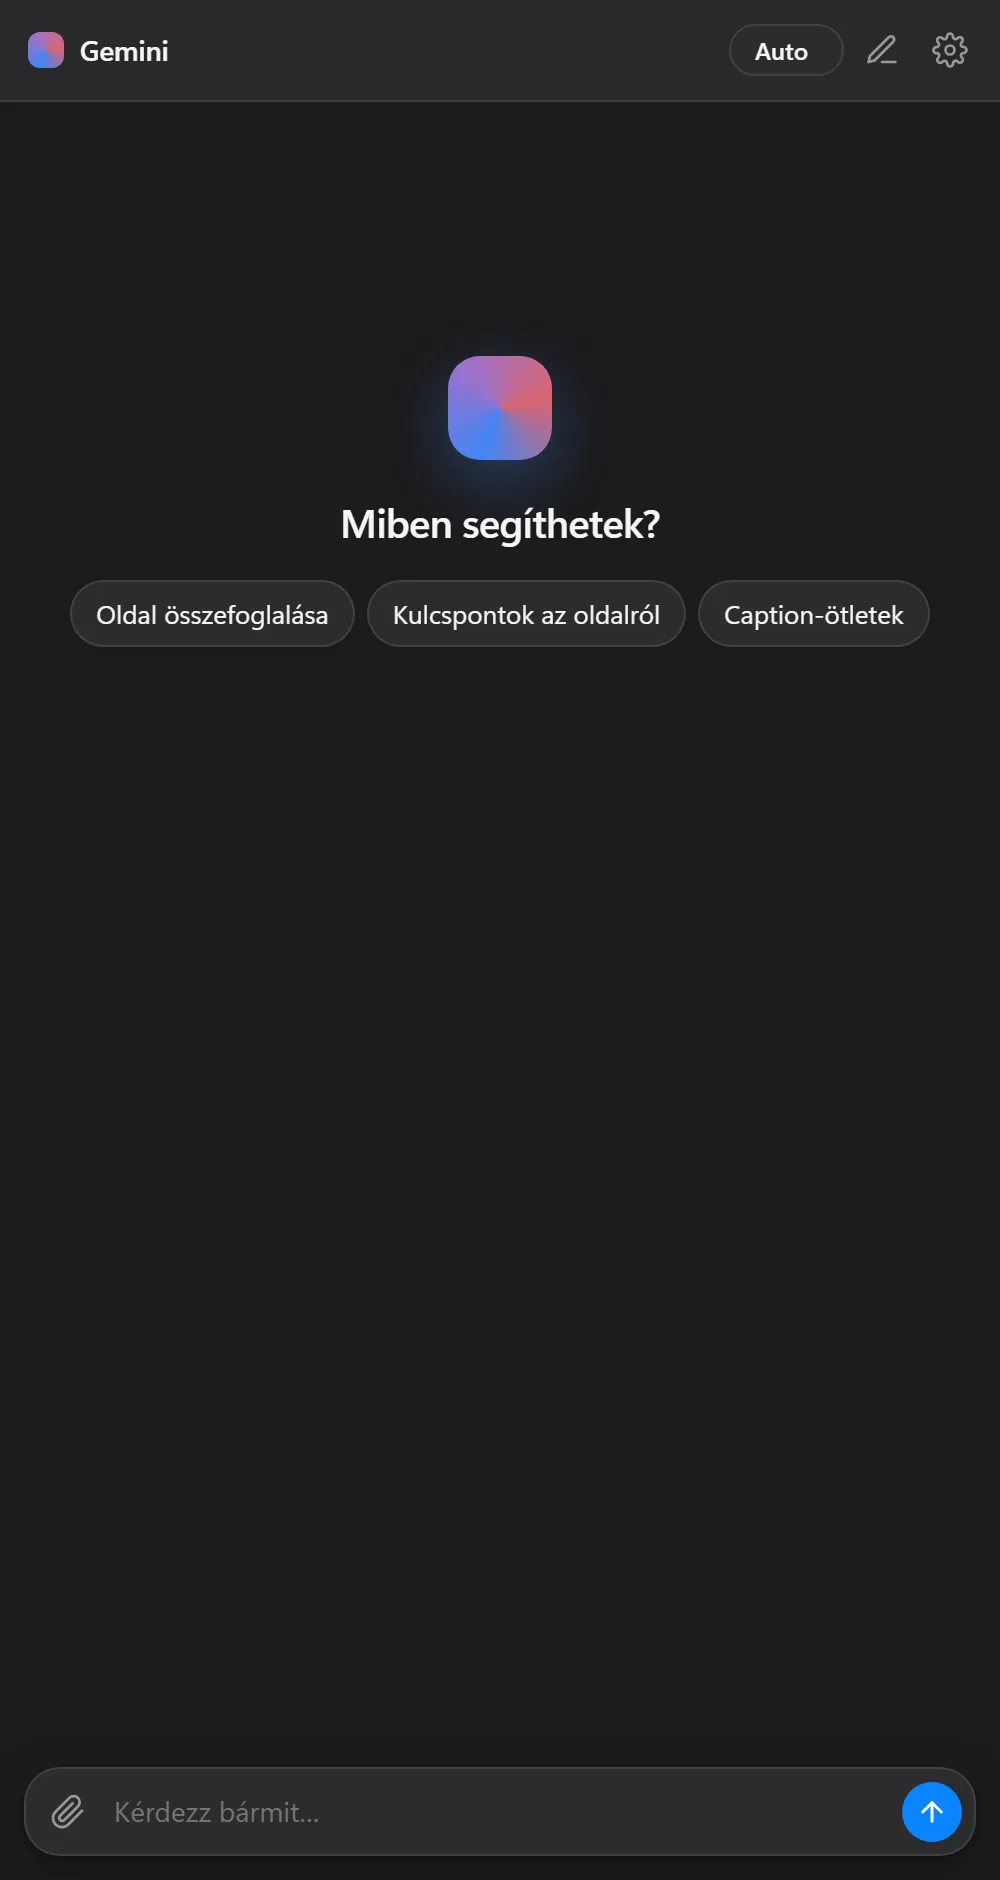 Gemini
Auto
Miben segíthetek?
Oldal összefoglalása
Kulcspontok az oldalról
Caption-ötletek
Kérdezz bármit...